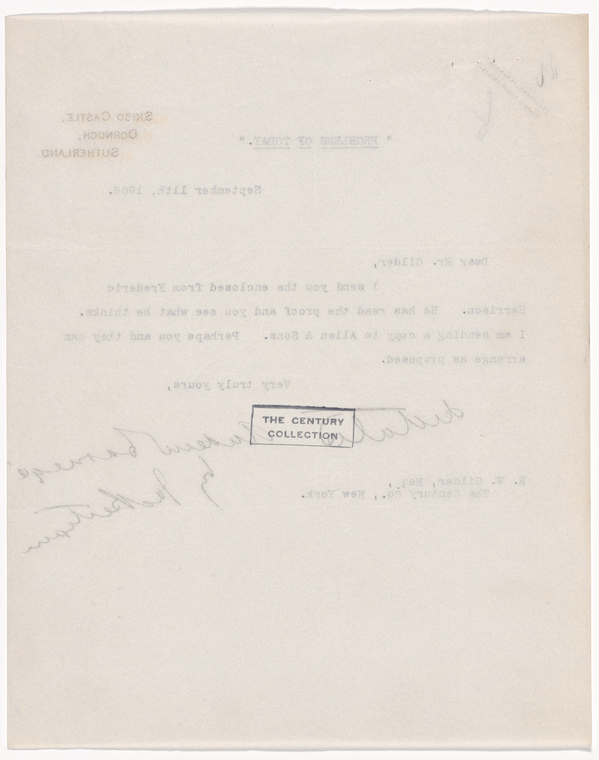 SKIBO CASTLE,
DORNOCH,
SUTHERLAND.
" PROBLEMS OF TODAY."
September 11th, 1908.
Dear Mr. Gilder,
I send you the enclosed from Frederic
Harrison. He has read the proof and you see what he thinks.
I am sending a copy to Allen & Sons. Perhaps you and they can
arrange as proposed.
Very truly yours,
Andrew Carnegie
by
THE CENTURY
COLLECTION
R. W. Gilder, Esq.,
The Century Co., New York.